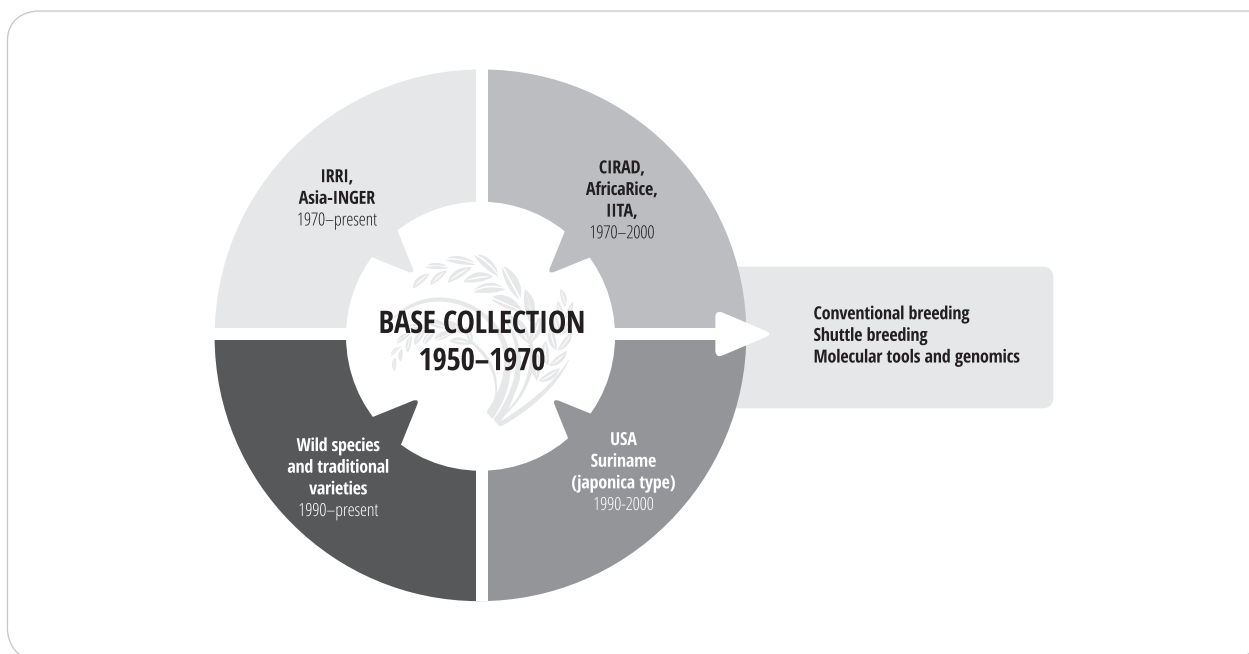 IRRI,
Asia-INGER
1970–present
CIRAD,
AfricaRice,
IITA,
1970–2000
BASE COLLECTION
1950–1970
Conventional breeding
Shuttle breeding
Molecular tools and genomics
Wild species
and traditional
varieties
1990–present
USA
Suriname
(japonica type)
1990-2000